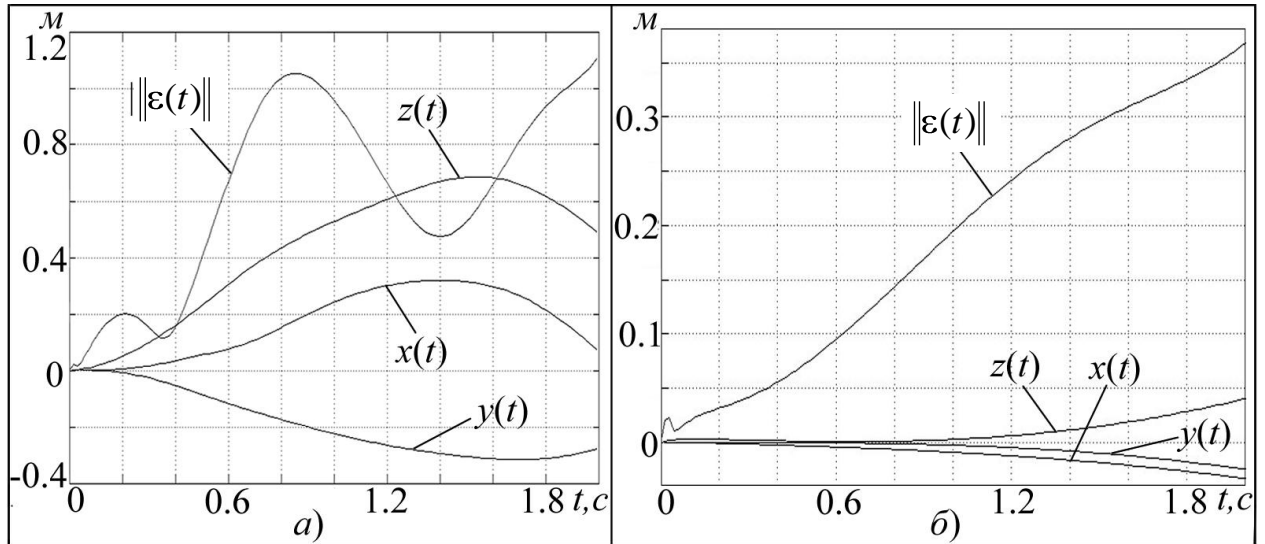 м
1.2
||ε(t)||
z(t)
0.8
0.4
x(t)
0
y(t)
-0.4
0 0.6 1.2 1.8 t,c
а)
м
||ε(t)||
0.3
0.2
0.1
z(t) x(t)
0
y(t)
0 0.6 1.2 1.8 t,c
б)